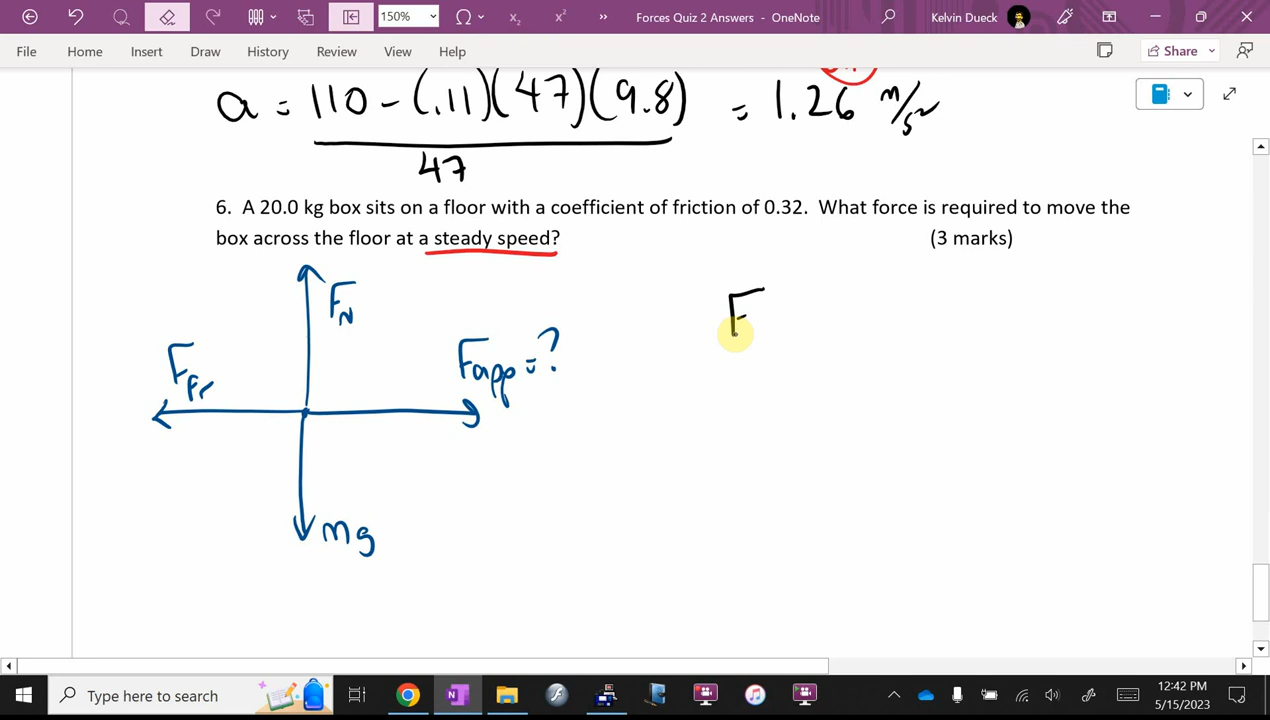 150%
Forces Quiz 2 Answers - OneNote
Kelvin Dueck
File Home Insert Draw History Review View Help
Share
a = 110 - (.11)(47)(9.8) = 1.26 m/s²
47
6. A 20.0 kg box sits on a floor with a coefficient of friction of 0.32. What force is required to move the
box across the floor at a steady speed? (3 marks)
FN
F
Ffr
Fapp = ?
mg
Type here to search
12:42 PM
5/15/2023